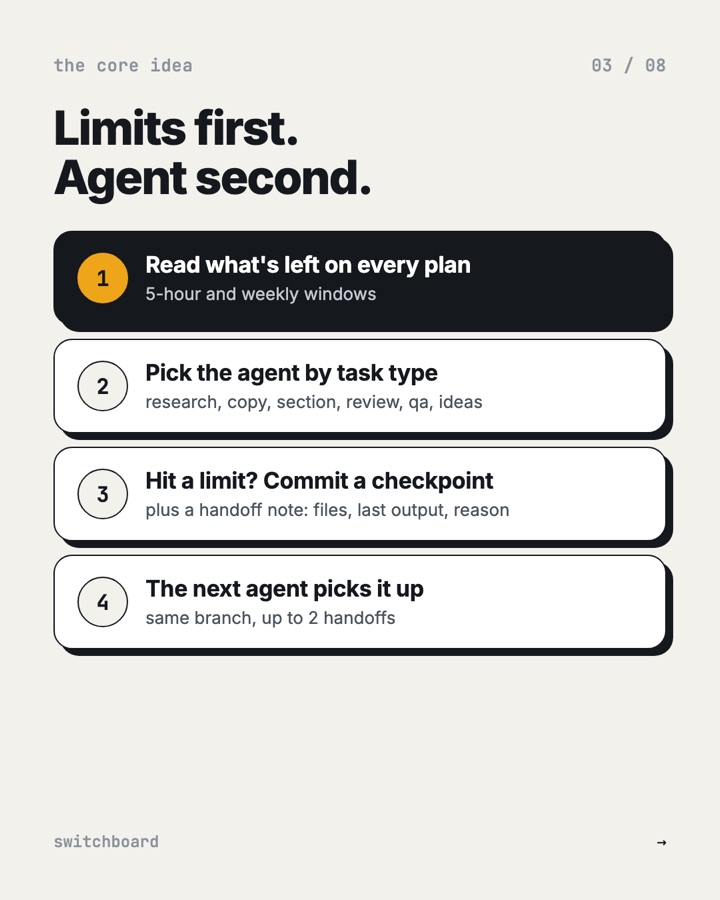 the core idea
03 / 08
Limits first.
Agent second.
1
Read what's left on every plan
5-hour and weekly windows
2
Pick the agent by task type
research, copy, section, review, qa, ideas
3
Hit a limit? Commit a checkpoint
plus a handoff note: files, last output, reason
4
The next agent picks it up
same branch, up to 2 handoffs
switchboard
→